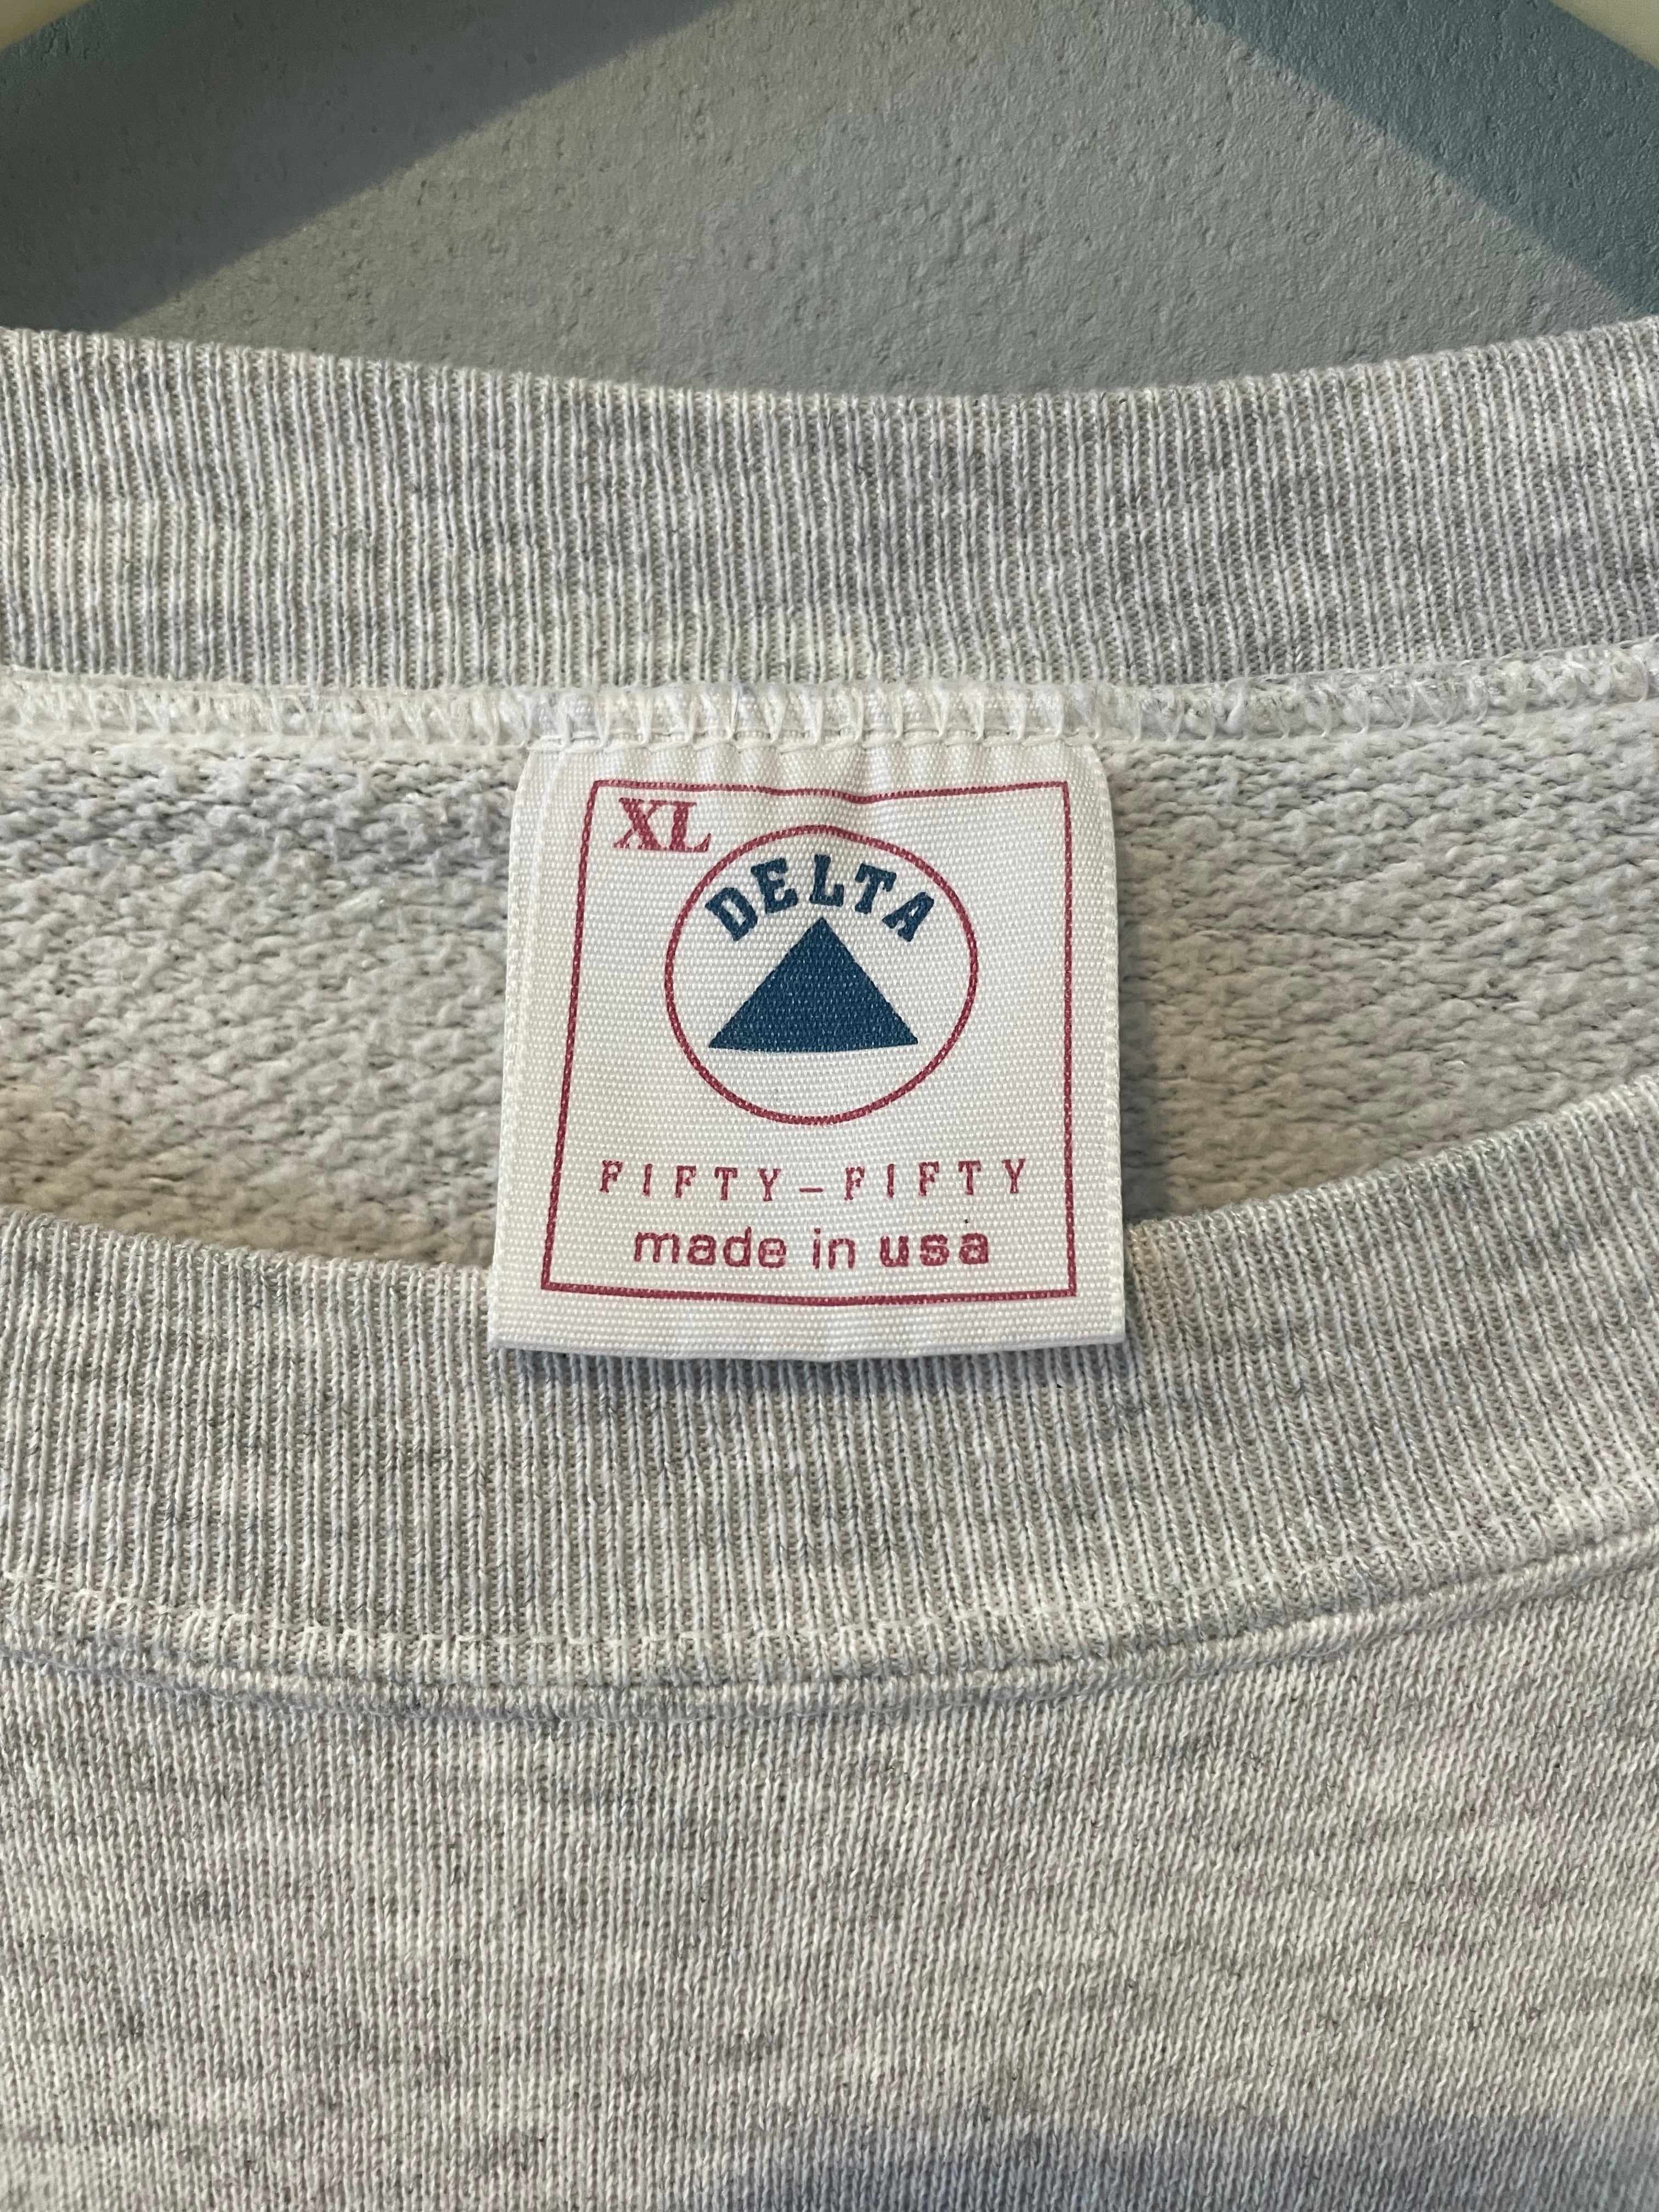 XL
DELTA
FIFTY-FIFTY
made in usa